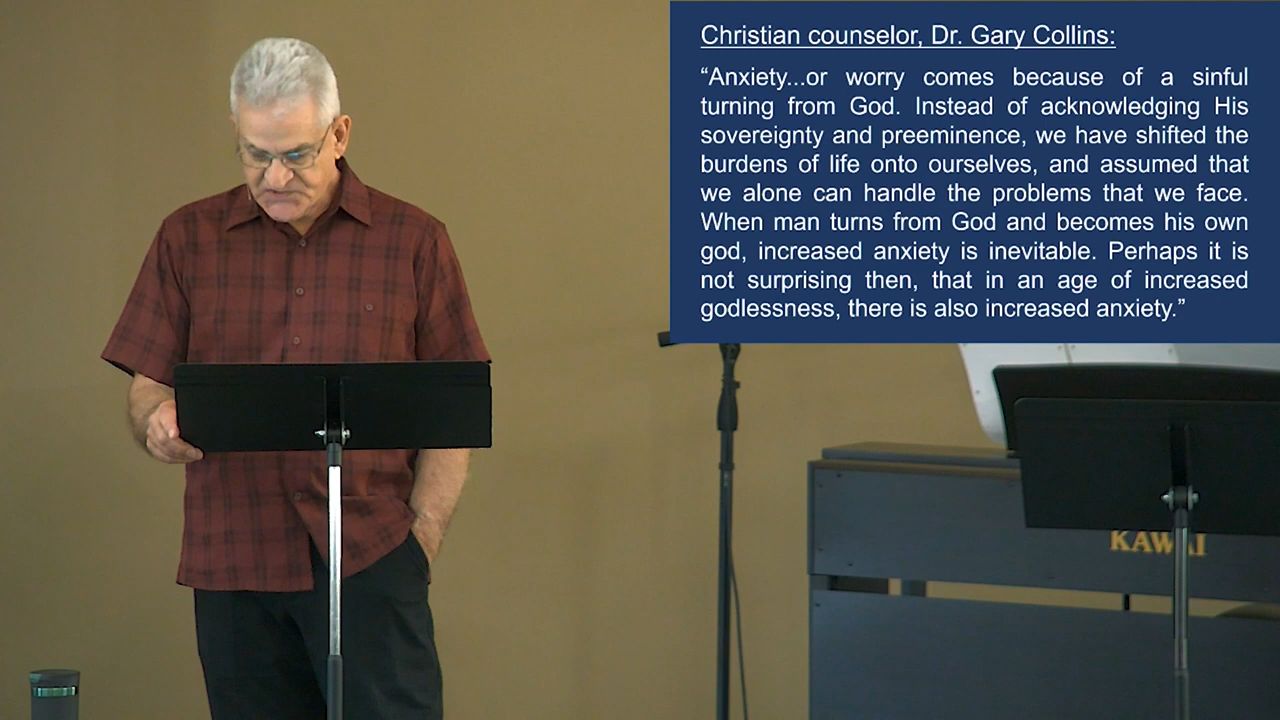 Christian counselor, Dr. Gary Collins:
“Anxiety...or worry comes because of a sinful
turning from God. Instead of acknowledging His
sovereignty and preeminence, we have shifted the
burdens of life onto ourselves, and assumed that
we alone can handle the problems that we face.
When man turns from God and becomes his own
god, increased anxiety is inevitable. Perhaps it is
not surprising then, that in an age of increased
godlessness, there is also increased anxiety.”
KAWAI